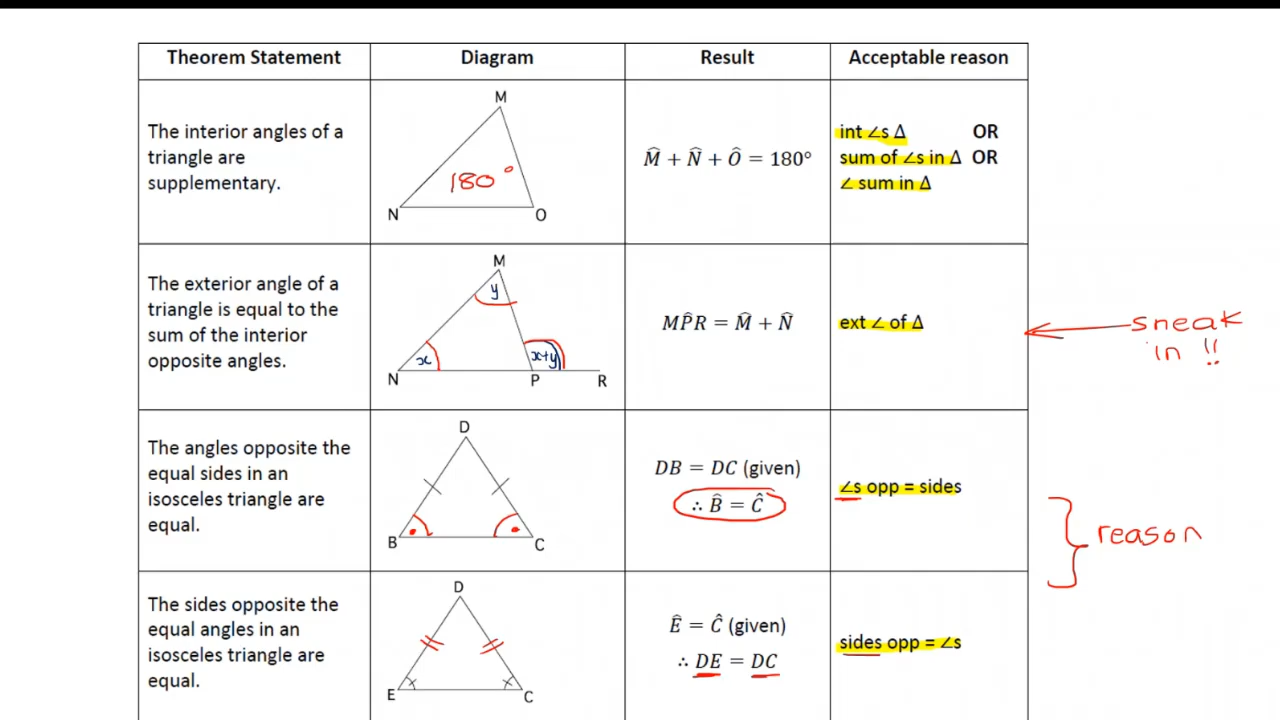 Theorem Statement
Diagram
Result
Acceptable reason
The interior angles of a
triangle are
supplementary.
M
180°
N
O
M̂ + N̂ + Ô = 180°
int ∠s Δ OR
sum of ∠s in Δ OR
∠ sum in Δ
The exterior angle of a
triangle is equal to the
sum of the interior
opposite angles.
M
y
x
x+y
N
P
R
MP̂R = M̂ + N̂
ext ∠ of Δ
sneak
in !!
The angles opposite the
equal sides in an
isosceles triangle are
equal.
D
B
C
DB = DC (given)
∴ B̂ = Ĉ
∠s opp = sides
reason
The sides opposite the
equal angles in an
isosceles triangle are
equal.
D
E
C
Ê = Ĉ (given)
∴ DE = DC
sides opp = ∠s